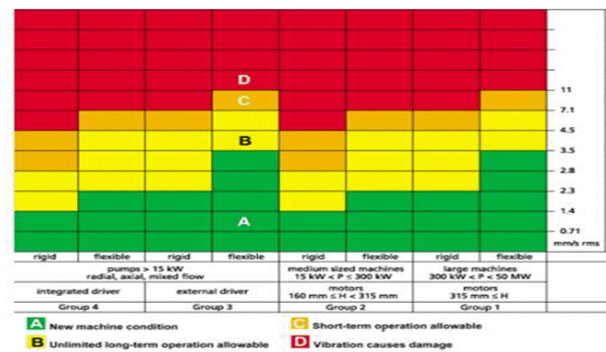 D
C
B
A
11
7.1
4.5
3.5
2.8
2.3
1.4
0.71
mm/s rms
rigid flexible rigid flexible rigid flexible rigid flexible
pumps > 15 kW medium sized machines large machines
radial, axial, mixed flow 15 kW < P ≤ 300 kW 300 kW < P < 50 MW
integrated driver external driver motors motors
160 mm ≤ H < 315 mm 315 mm ≤ H
Group 4 Group 3 Group 2 Group 1
A New machine condition C Short-term operation allowable
B Unlimited long-term operation allowable D Vibration causes damage